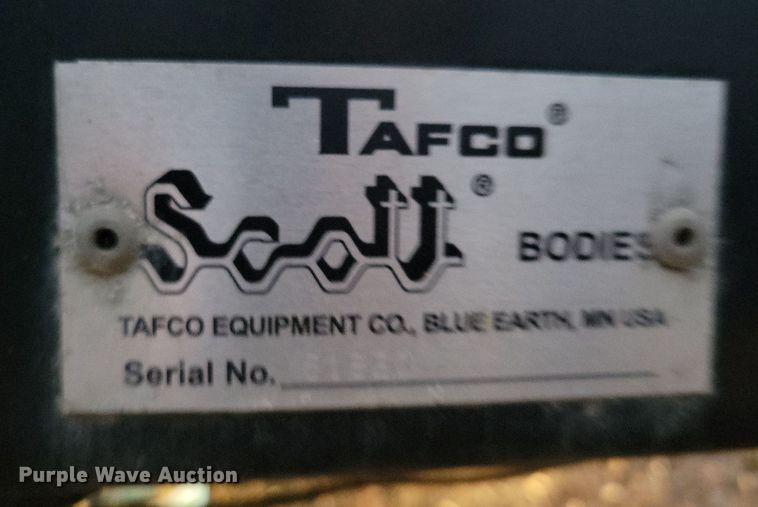 TAFCO®
Scott® BODIES
TAFCO EQUIPMENT CO., BLUE EARTH, MN USA
Serial No.
Purple Wave Auction